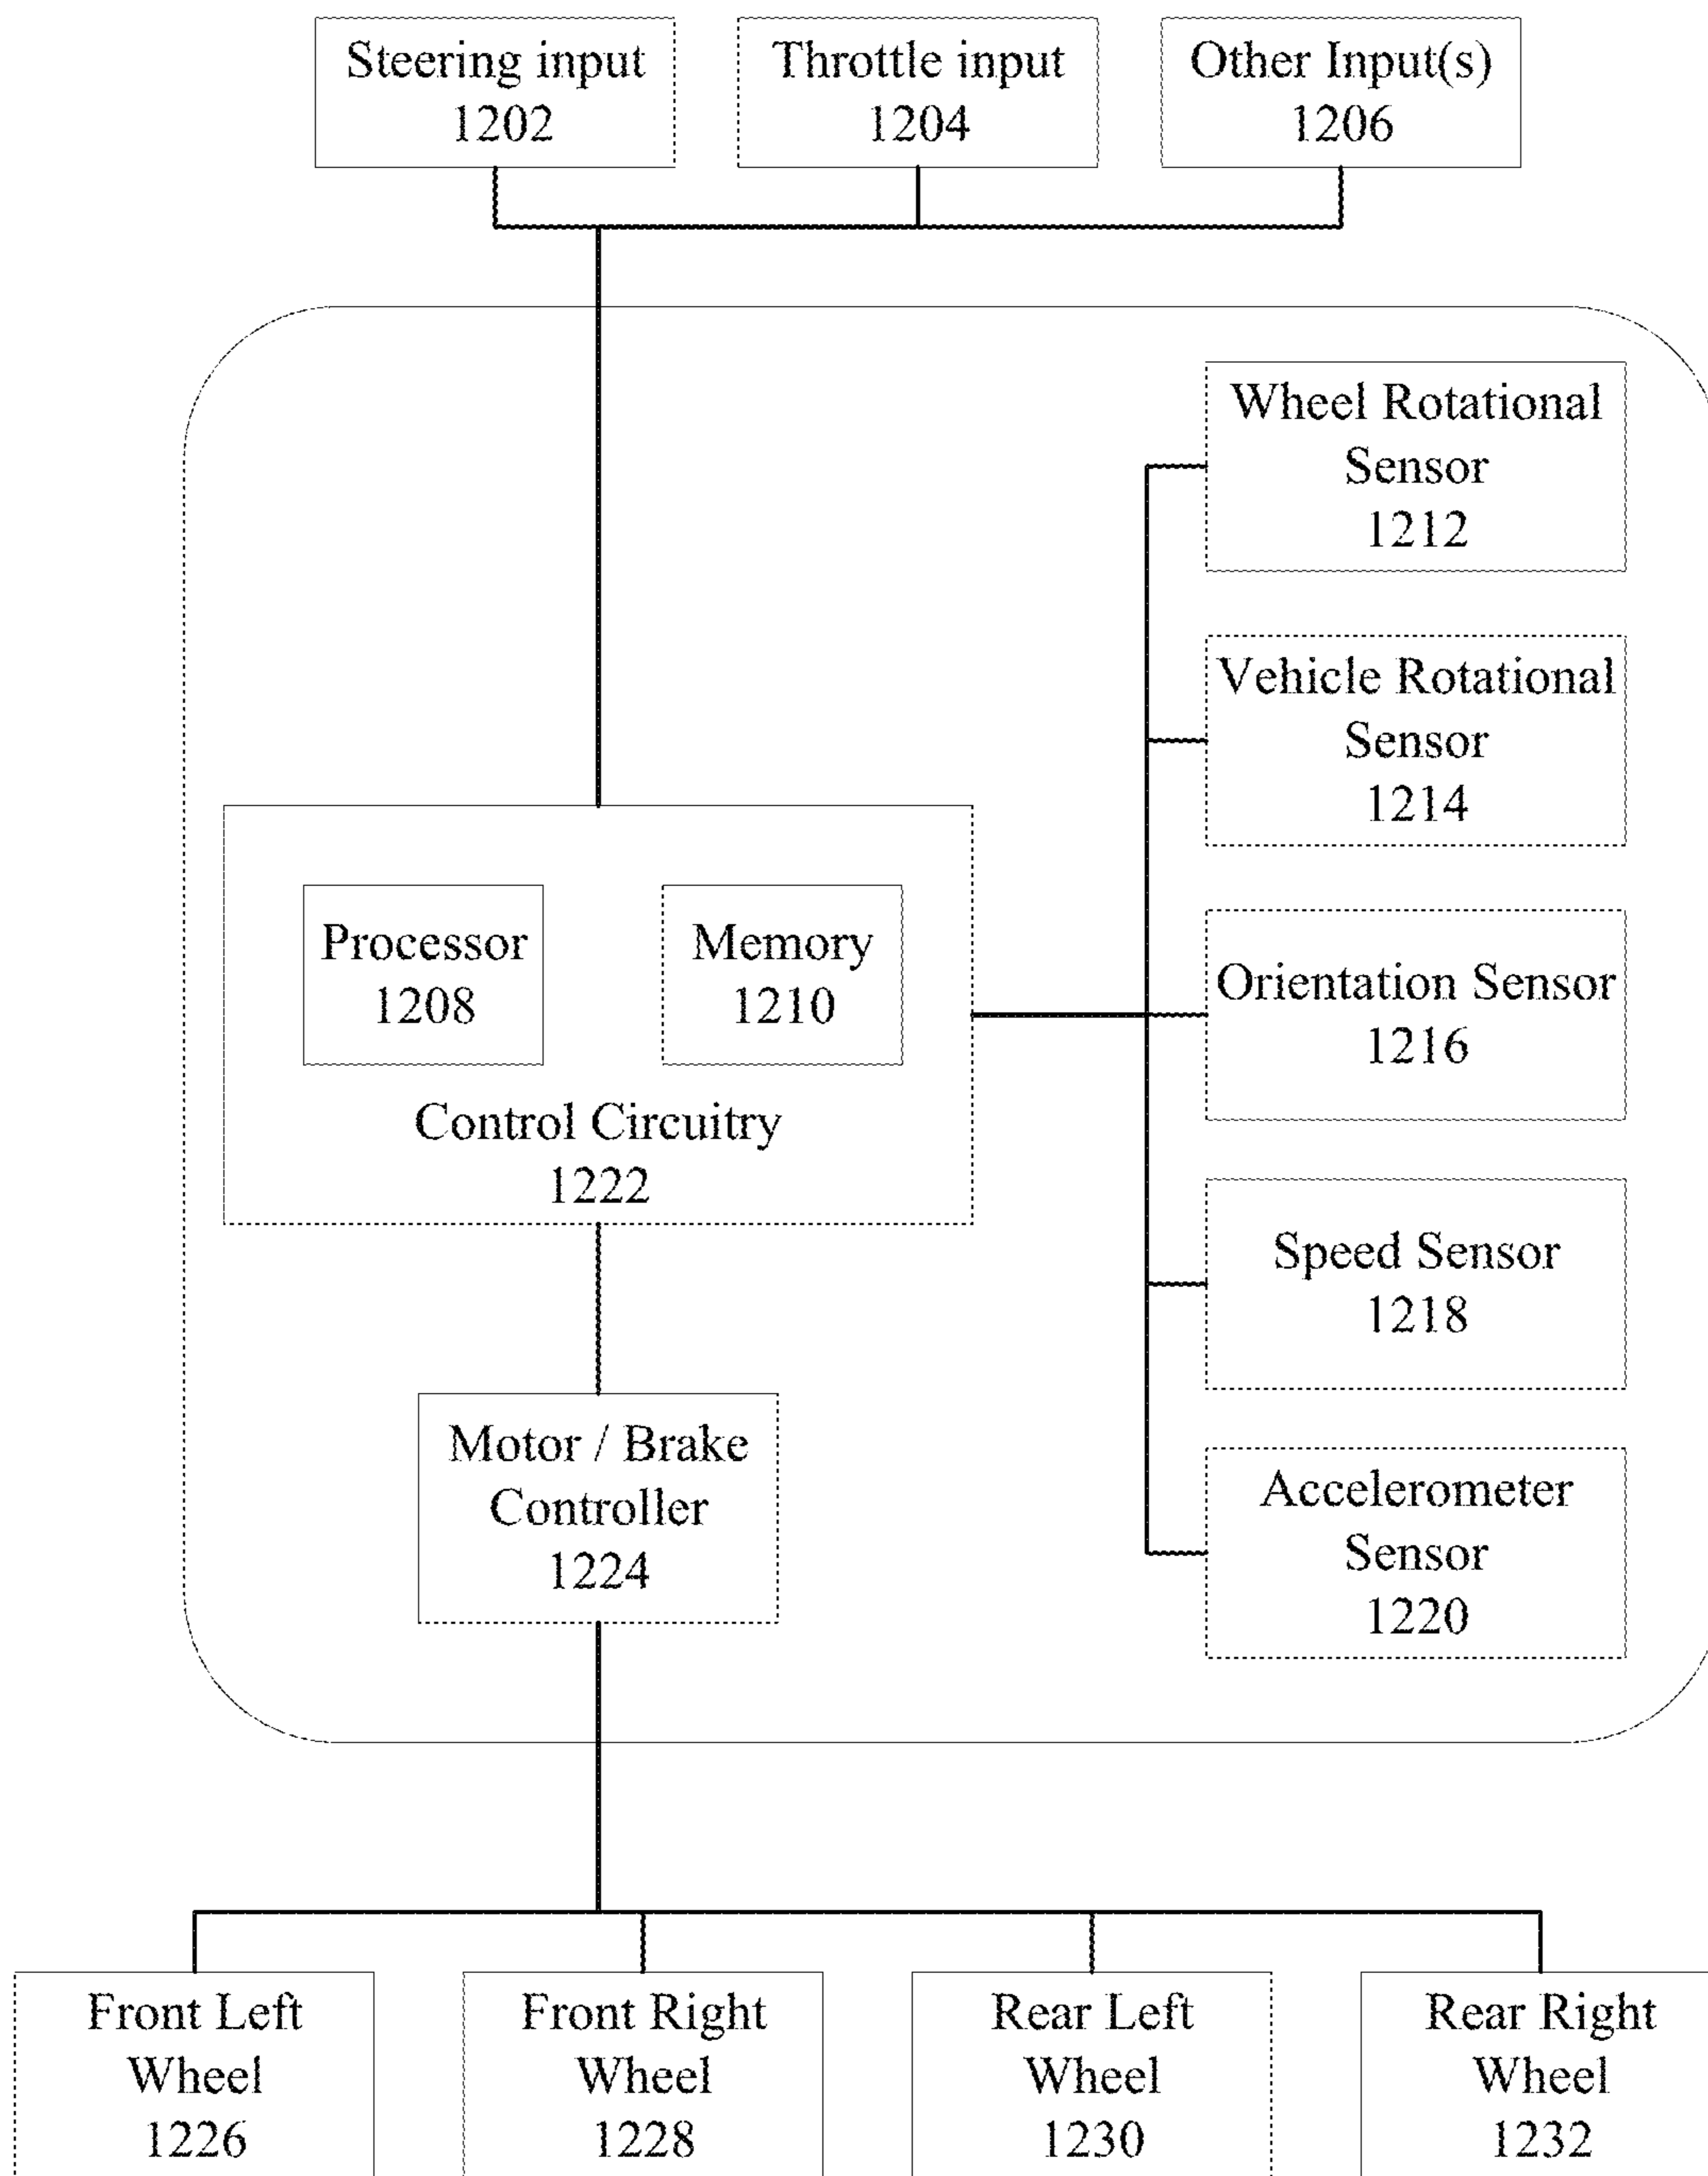 Steering input
1202
Throttle input
1204
Other Input(s)
1206
Wheel Rotational
Sensor
1212
Vehicle Rotational
Sensor
1214
Processor
1208
Memory
1210
Control Circuitry
1222
Orientation Sensor
1216
Speed Sensor
1218
Motor / Brake
Controller
1224
Accelerometer
Sensor
1220
Front Left
Wheel
1226
Front Right
Wheel
1228
Rear Left
Wheel
1230
Rear Right
Wheel
1232